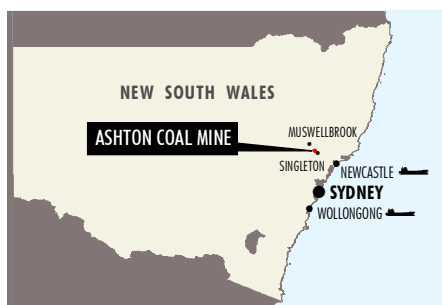 NEW SOUTH WALES
MUSWELLBROOK
ASHTON COAL MINE
SINGLETON
NEWCASTLE
SYDNEY
WOLLONGONG